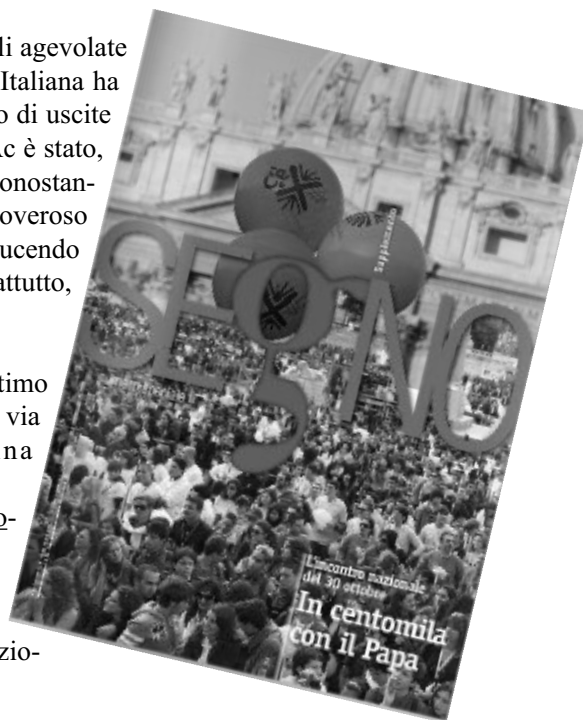 li agevolate
Italiana ha
o di uscite
Ac è stato,
onostan-
overoso
ucendo
attutto,
timo
via
na
o-
zio-
SEgNO
Supplemento
L'incontro nazionale
del 30 ottobre
In centomila
con il Papa